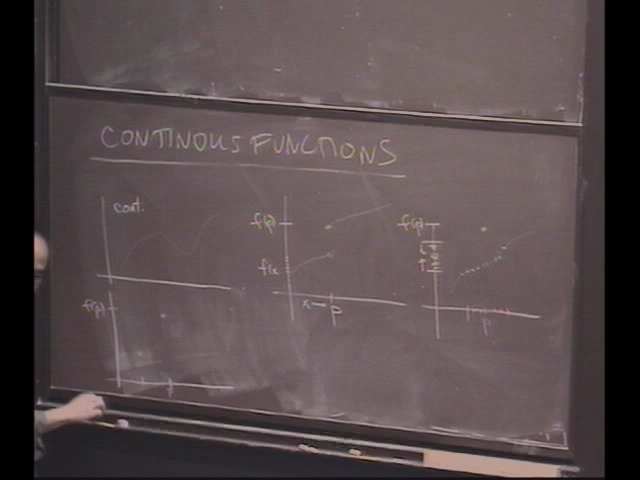 CONTINOUS FUNCTIONS
cont.
f(p)
f(x
x → p
f(p)
p
f(p)